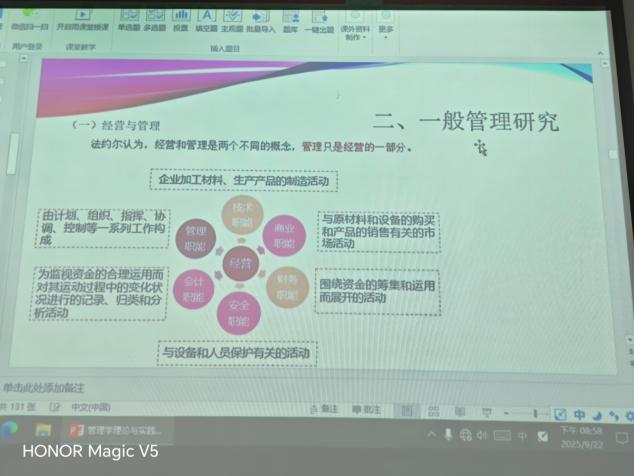 微信扫一扫 开启雨课堂授课 单选题 多选题 投票 填空题 主观题 批量导入 题库 一键出题 课外资料 更多
制作
用户登录 课堂教学 插入题目
二、一般管理研究
(一)经营与管理
法约尔认为,经营和管理是两个不同的概念,管理只是经营的一部分。
企业加工材料、生产产品的制造活动
技术
职能
由计划、组织、指挥、协
调、控制等一系列工作构
成
管理
职能
商业
职能
与原材料和设备的购买
和产品的销售有关的市
场活动
经营
为监视资金的合理运用而
对其运动过程中的变化状
况进行的记录、归类和分
析活动
会计
职能
财务
职能
围绕资金的筹集和运用
而展开的活动
安全
职能
与设备和人员保护有关的活动
单击此处添加备注
共 131 张 中文(中国) 备注 批注
管理学理论与实践... 中 下午 08:58
2025/9/22
HONOR Magic V5